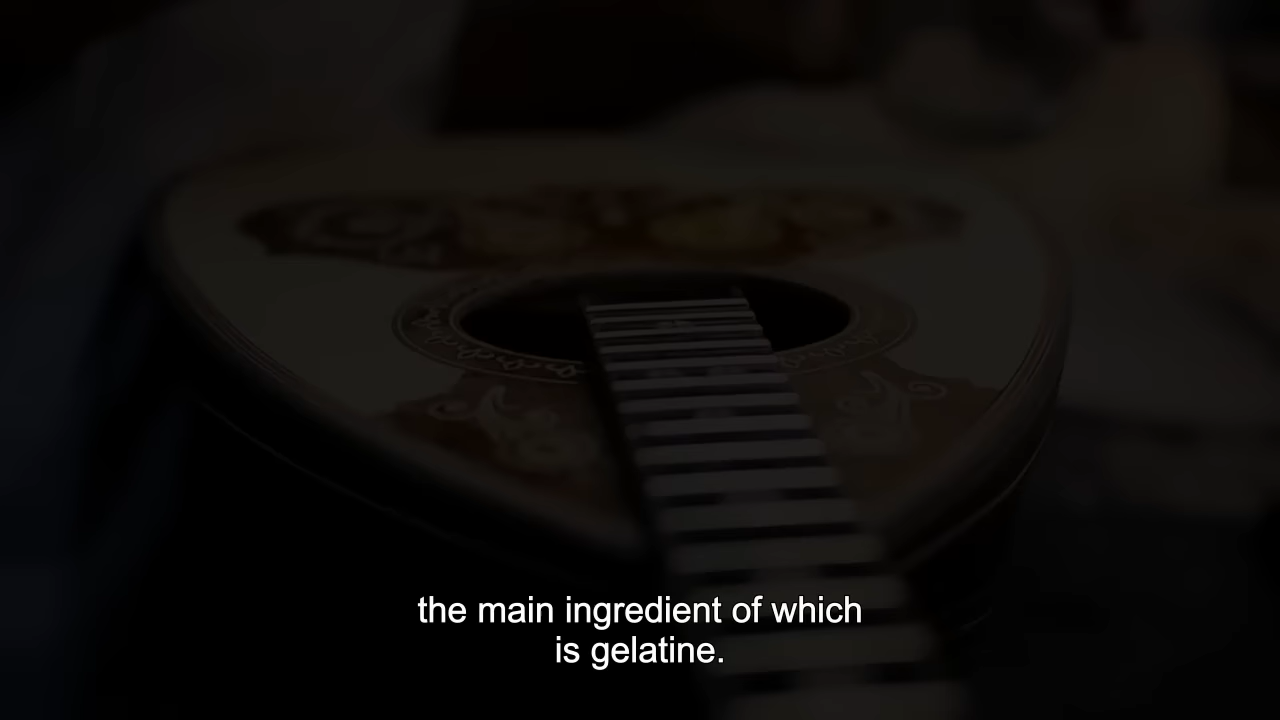 the main ingredient of which
is gelatine.